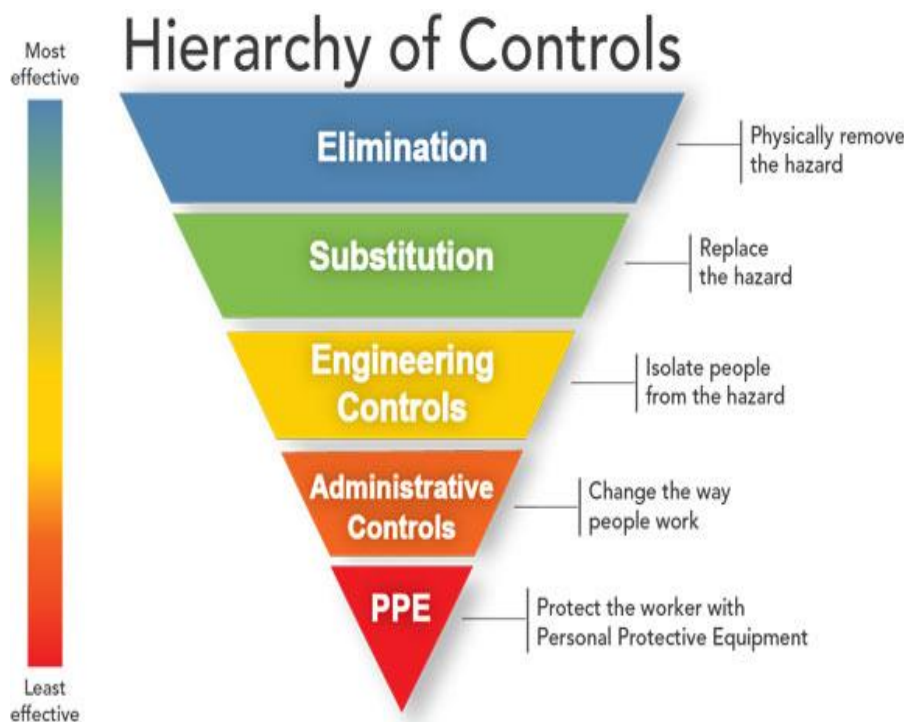 Hierarchy of Controls
Most
effective
Elimination
Physically remove
the hazard
Substitution
Replace
the hazard
Engineering
Controls
Isolate people
from the hazard
Administrative
Controls
Change the way
people work
PPE
Protect the worker with
Personal Protective Equipment
Least
effective